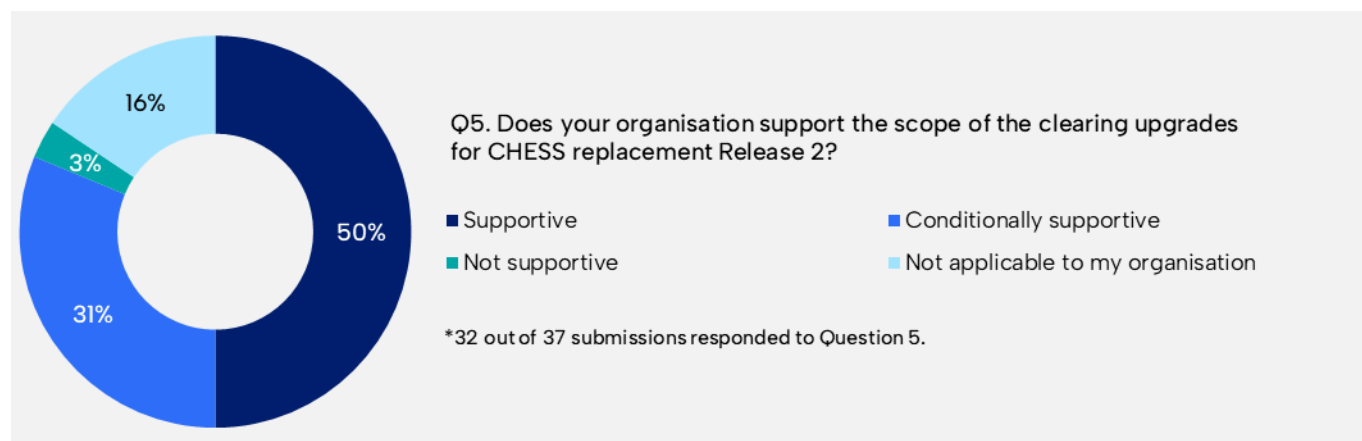 16%
3%
50%
31%
Q5. Does your organisation support the scope of the clearing upgrades
for CHESS replacement Release 2?
Supportive
Conditionally supportive
Not supportive
Not applicable to my organisation
*32 out of 37 submissions responded to Question 5.